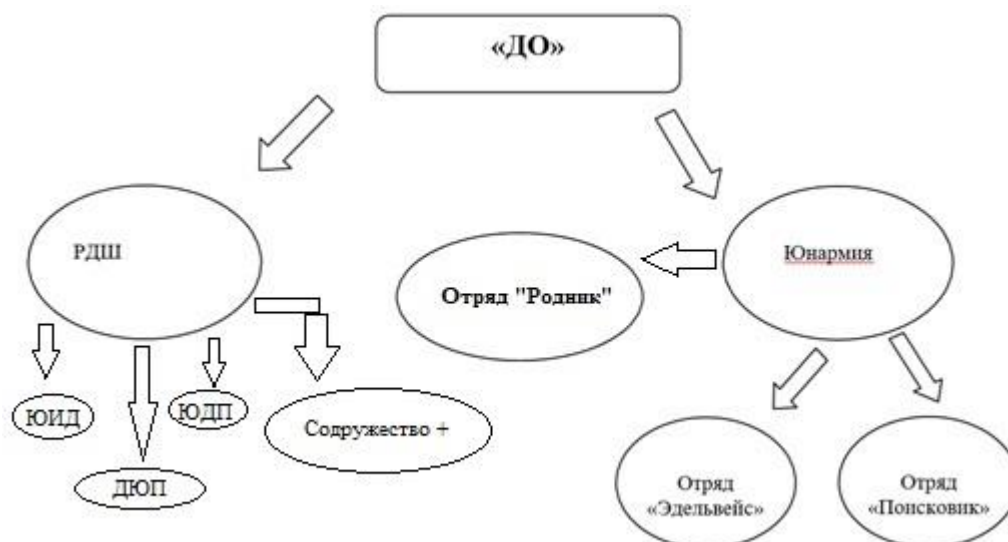 «ДО»
РДШ
Юнармия
Отряд "Родник"
ЮИД
ЮДП
Содружество +
ДЮП
Отряд
«Эдельвейс»
Отряд
«Поисковик»